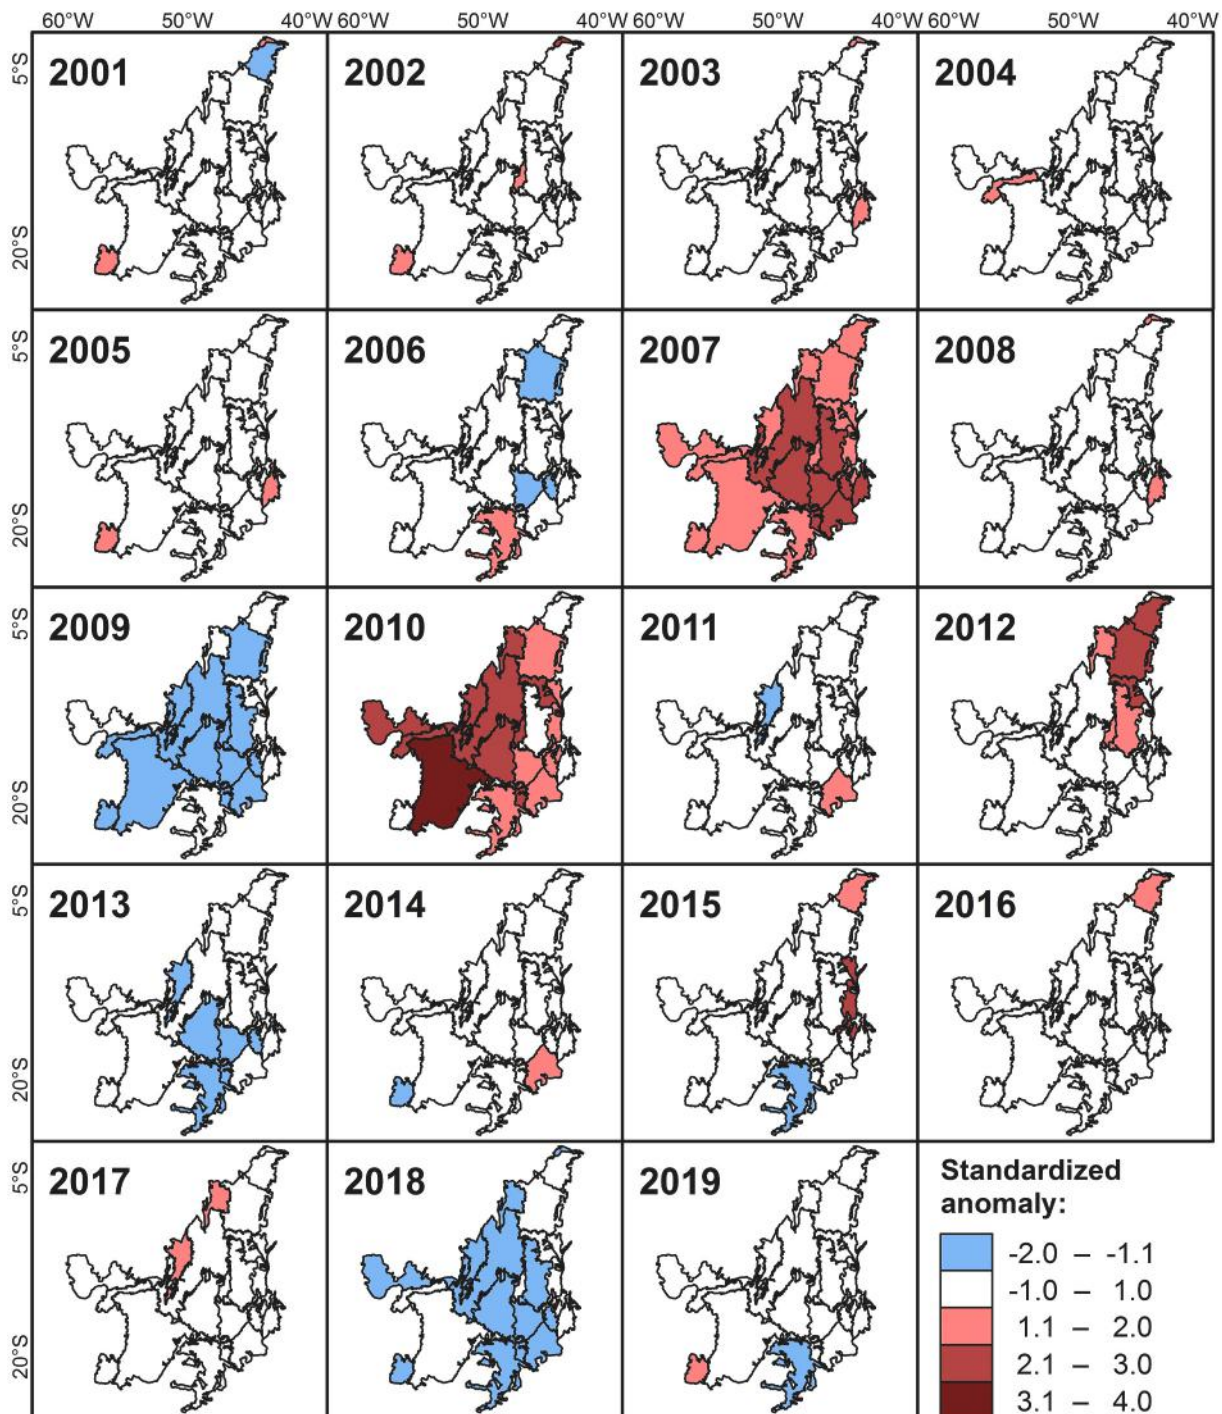 60°W 50°W 40°W 60°W 50°W 40°W 60°W 50°W 40°W 60°W 50°W 40°W
5°S 2001 2002 2003 2004
20°S
5°S 2005 2006 2007 2008
20°S
5°S 2009 2010 2011 2012
20°S
5°S 2013 2014 2015 2016
20°S
5°S 2017 2018 2019
20°S
Standardized
anomaly:
-2.0 – -1.1
-1.0 – 1.0
1.1 – 2.0
2.1 – 3.0
3.1 – 4.0